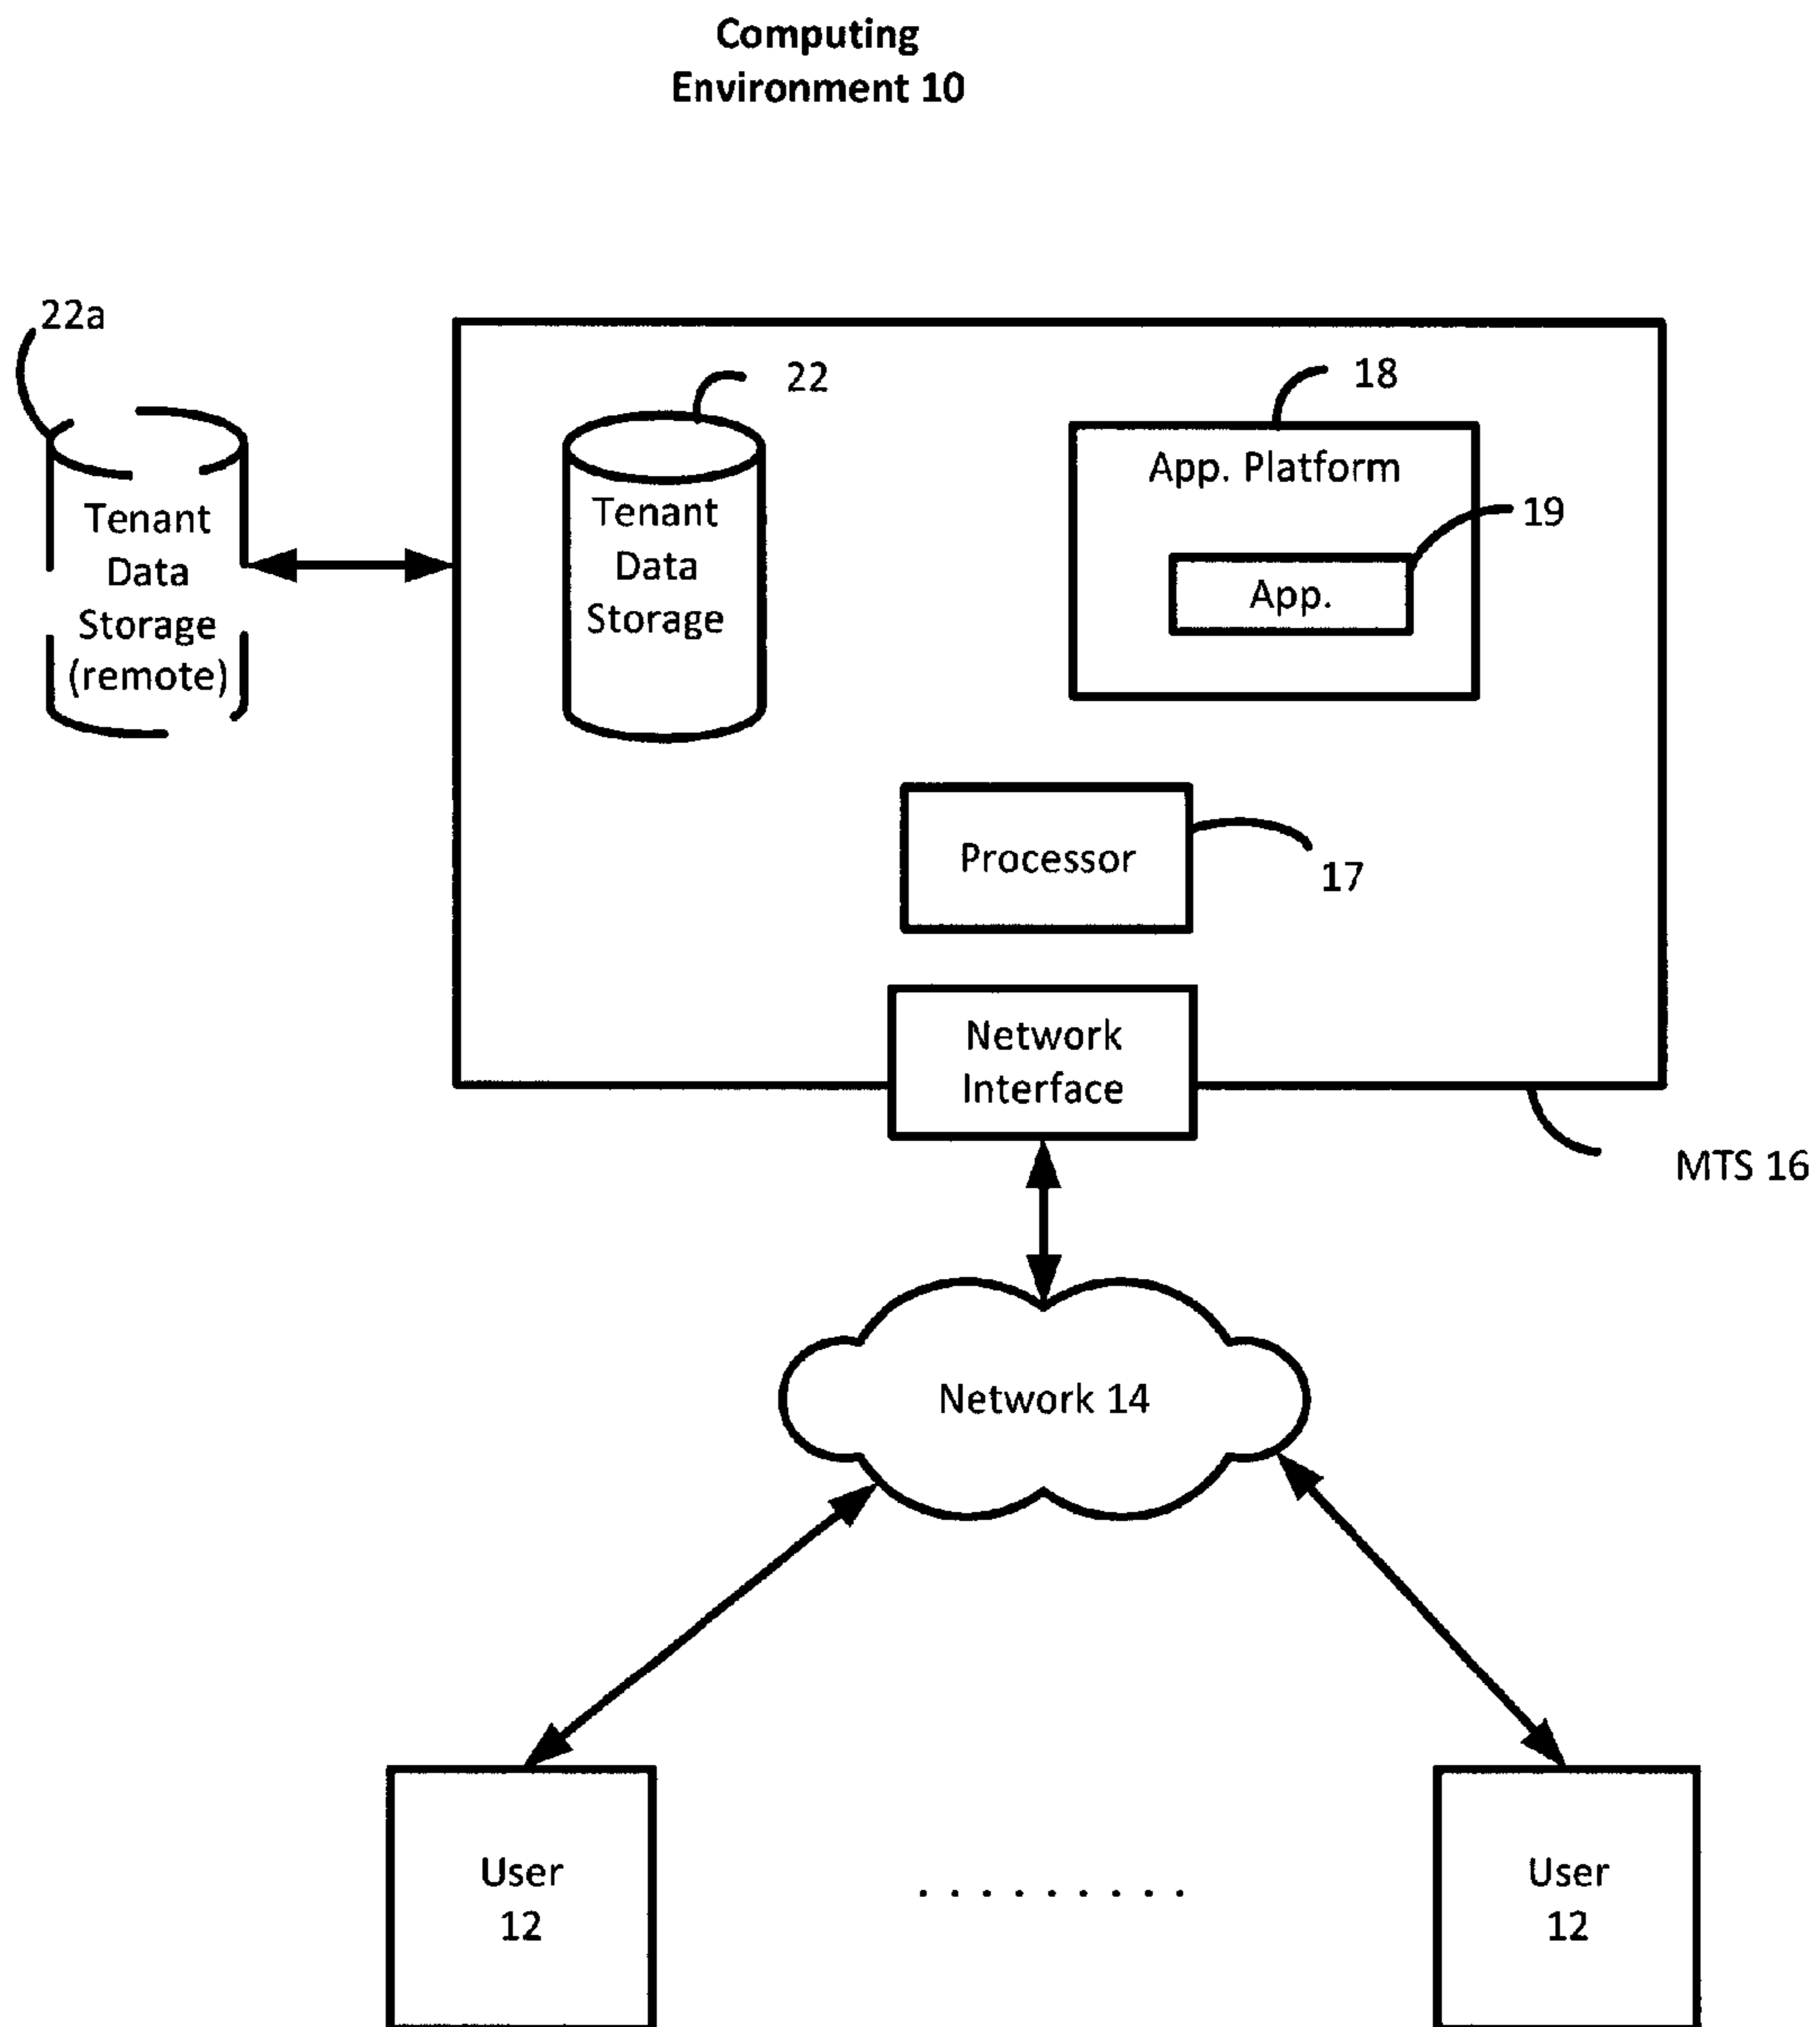 Computing
Environment 10
22a
22
18
App. Platform
19
App.
Tenant
Data
Storage
(remote)
Tenant
Data
Storage
Processor
17
Network
Interface
MTS 16
Network 14
User
12
User
12